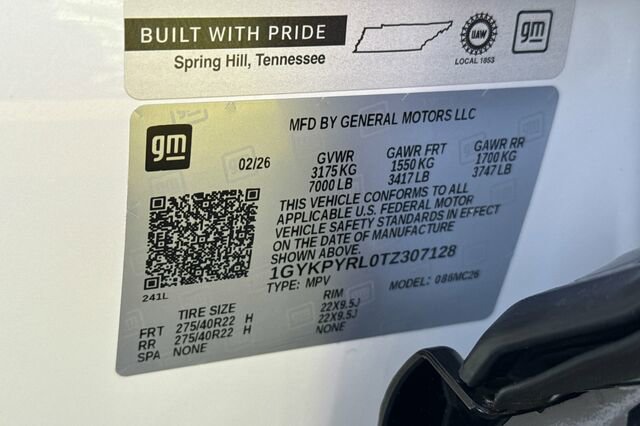 BUILT WITH PRIDE
Spring Hill, Tennessee
UAW
LOCAL 1853
gm
gm
MFD BY GENERAL MOTORS LLC
02/26
GVWR GAWR FRT GAWR RR
3175 KG 1550 KG 1700 KG
7000 LB 3417 LB 3747 LB
THIS VEHICLE CONFORMS TO ALL
APPLICABLE U.S. FEDERAL MOTOR
VEHICLE SAFETY STANDARDS IN EFFECT
ON THE DATE OF MANUFACTURE SHOWN ABOVE.
1GYKPYRL0TZ307128
TYPE: MPV MODEL: 086MC26
241L
TIRE SIZE RIM
FRT 275/40R22 H 22X9.5J
RR 275/40R22 H 22X9.5J
SPA NONE NONE